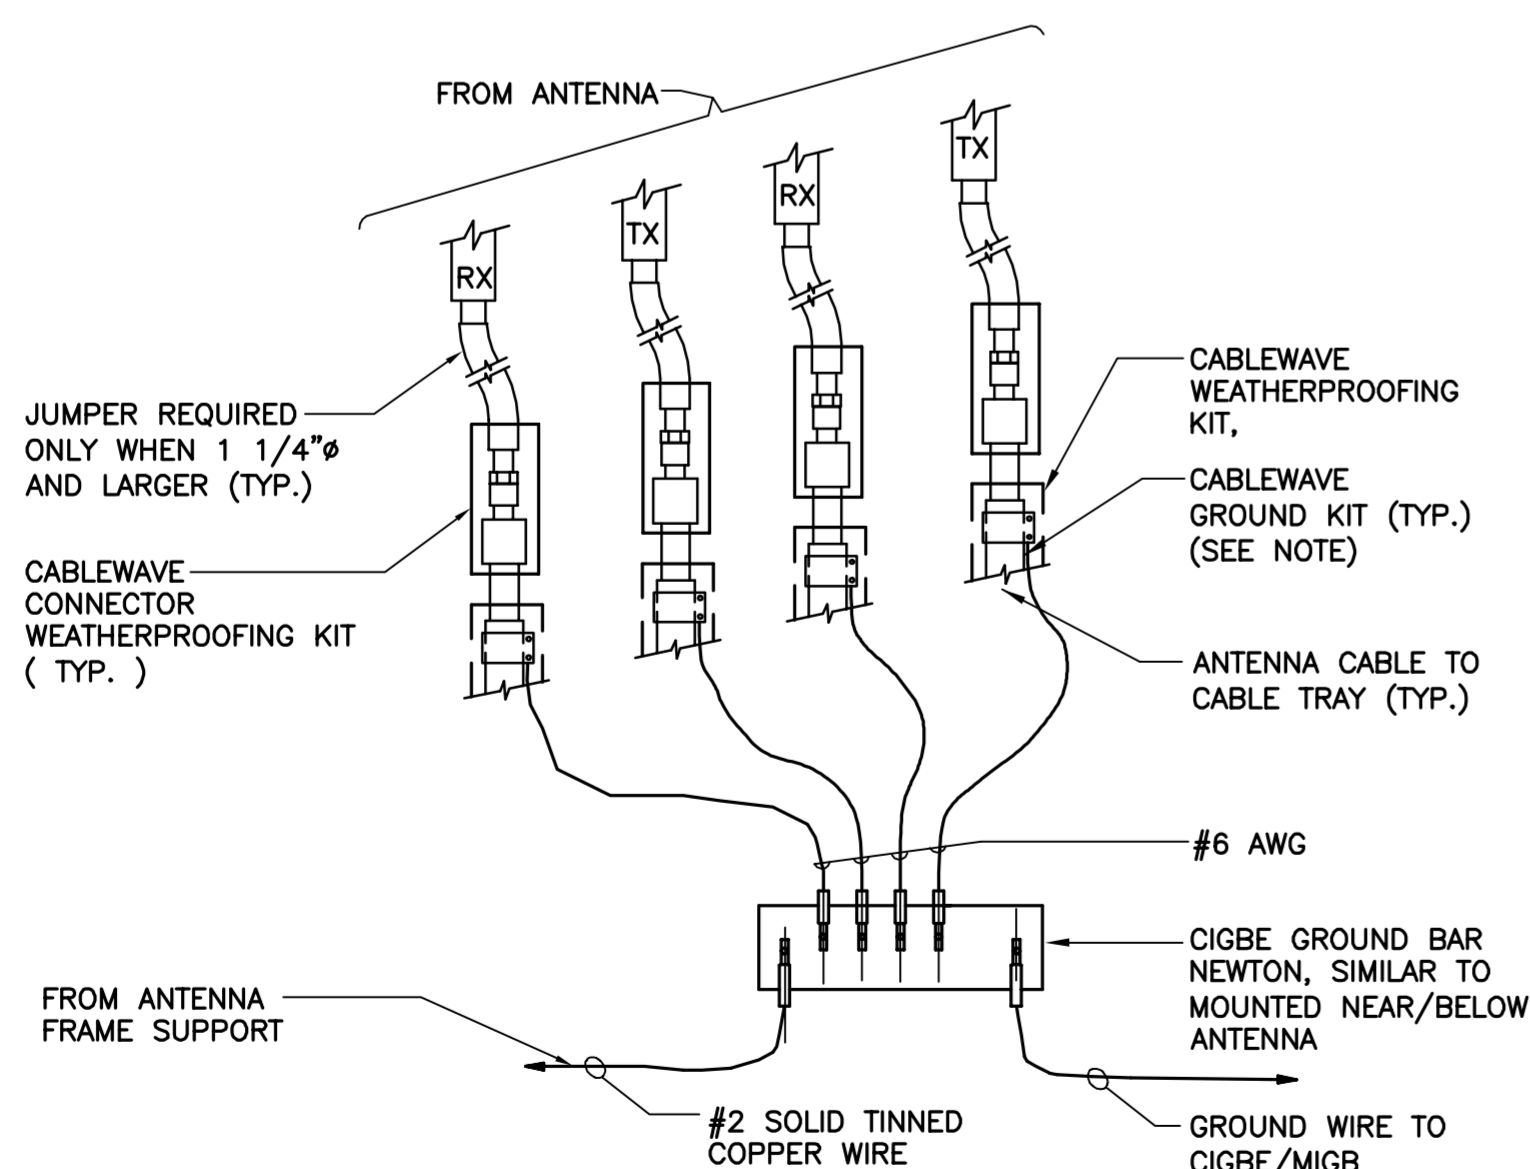 FROM ANTENNA
TX
RX
TX
RX
JUMPER REQUIRED
ONLY WHEN 1 1/4"ø
AND LARGER (TYP.)
CABLEWAVE
CONNECTOR
WEATHERPROOFING KIT
( TYP. )
CABLEWAVE
WEATHERPROOFING
KIT,
CABLEWAVE
GROUND KIT (TYP.)
(SEE NOTE)
ANTENNA CABLE TO
CABLE TRAY (TYP.)
#6 AWG
CIGBE GROUND BAR
NEWTON, SIMILAR TO
MOUNTED NEAR/BELOW
ANTENNA
FROM ANTENNA
FRAME SUPPORT
#2 SOLID TINNED
COPPER WIRE
GROUND WIRE TO
CIGBE/MIGB